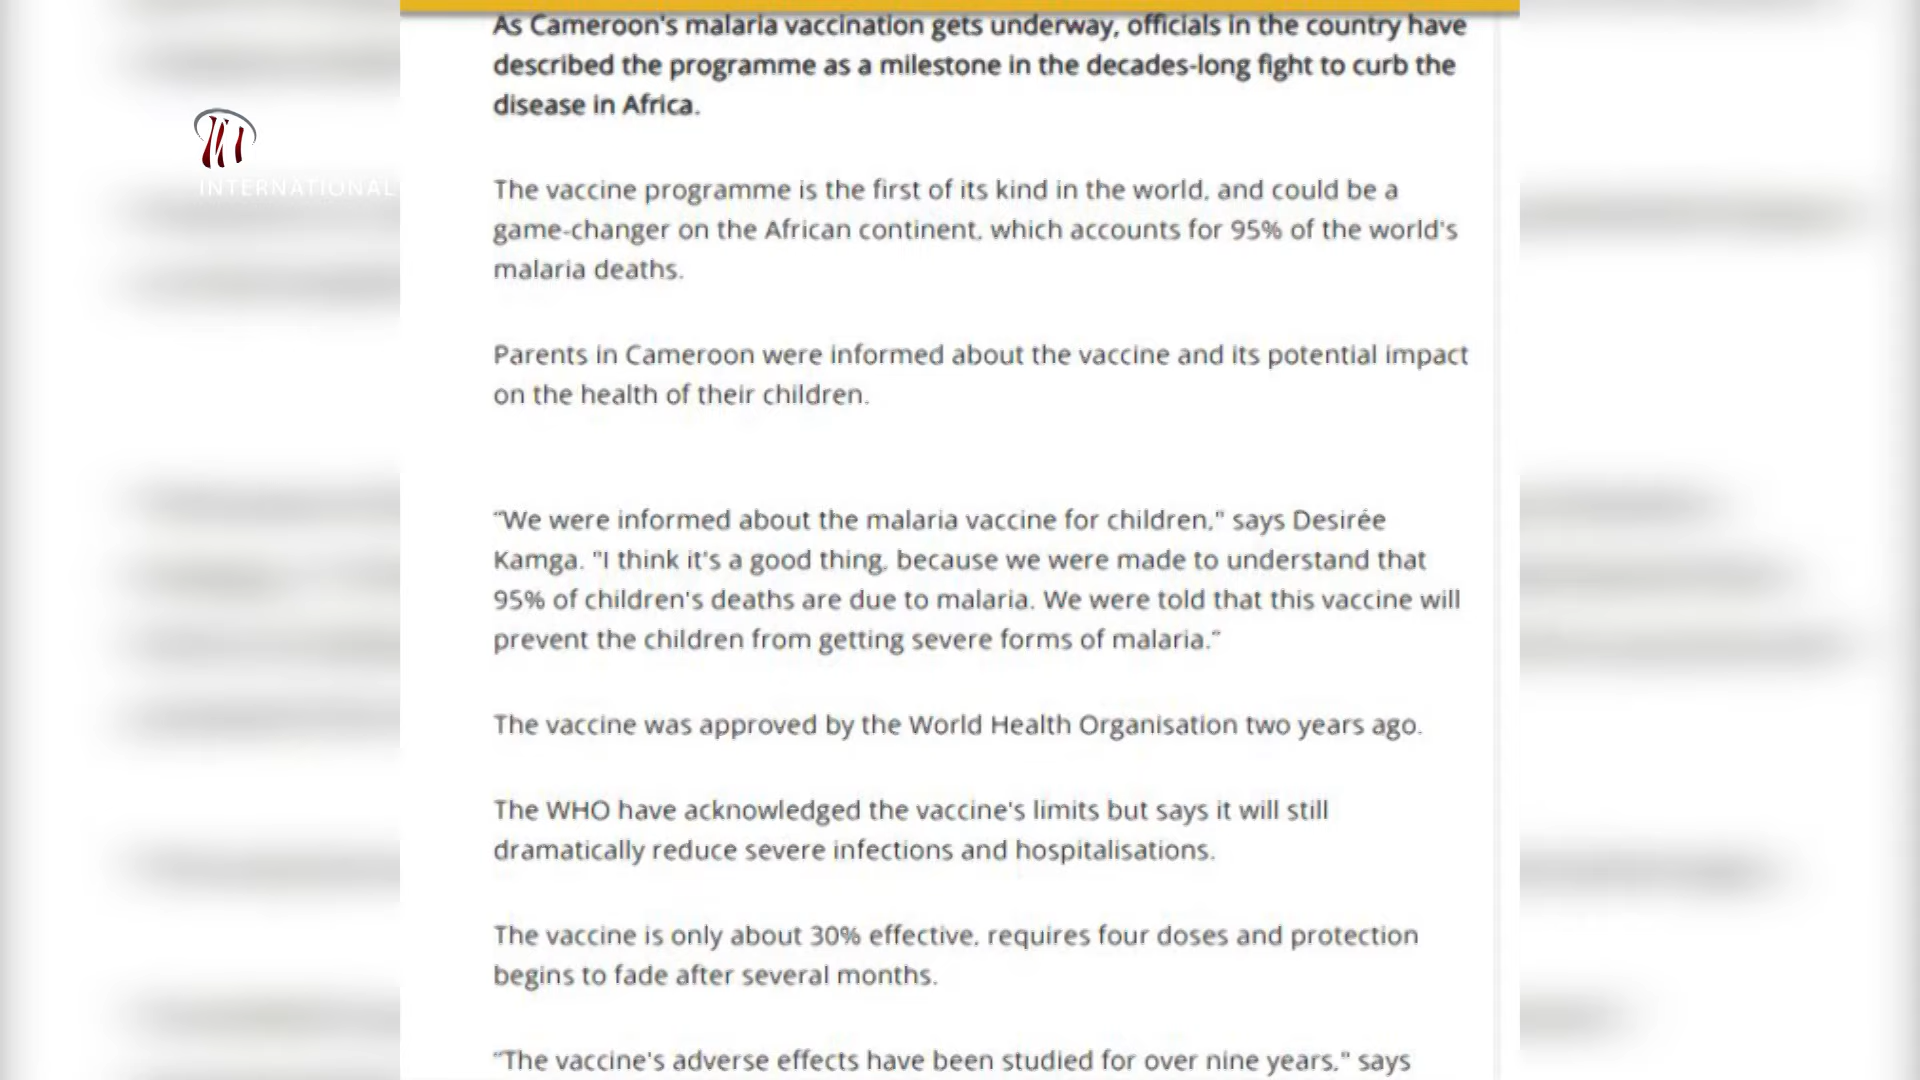 As Cameroon's malaria vaccination gets underway, officials in the country have
described the programme as a milestone in the decades-long fight to curb the
disease in Africa.
INTERNATIONAL
The vaccine programme is the first of its kind in the world, and could be a
game-changer on the African continent, which accounts for 95% of the world's
malaria deaths.
Parents in Cameroon were informed about the vaccine and its potential impact
on the health of their children.
“We were informed about the malaria vaccine for children," says Desirée
Kamga. "I think it's a good thing, because we were made to understand that
95% of children's deaths are due to malaria. We were told that this vaccine will
prevent the children from getting severe forms of malaria.”
The vaccine was approved by the World Health Organisation two years ago.
The WHO have acknowledged the vaccine's limits but says it will still
dramatically reduce severe infections and hospitalisations.
The vaccine is only about 30% effective, requires four doses and protection
begins to fade after several months.
“The vaccine's adverse effects have been studied for over nine years," says